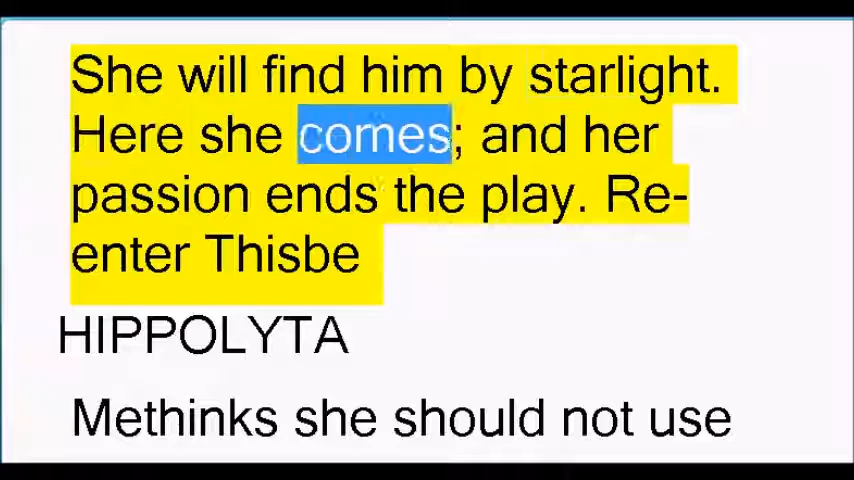 She will find him by starlight.
Here she comes; and her
passion ends the play. Re-
enter Thisbe
HIPPOLYTA
Methinks she should not use